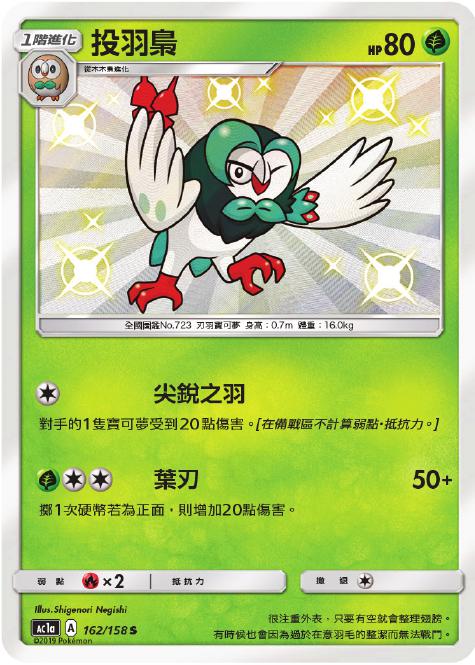 1階進化
投羽梟
HP 80
從木木梟進化
全國圖鑑No.723 刃羽寶可夢 身高：0.7m 體重：16.0kg
尖銳之羽
對手的1隻寶可夢受到20點傷害。[在備戰區不計算弱點・抵抗力。]
葉刃 50+
擲1次硬幣若為正面，則增加20點傷害。
弱點 ×2 抵抗力 撤退
Illus.Shigenori Negishi
AC1a A 162/158 S
©2019 Pokémon
很注重外表，只要有空就會整理翅膀。
有時候也會因為過於在意羽毛的整潔而無法戰鬥。